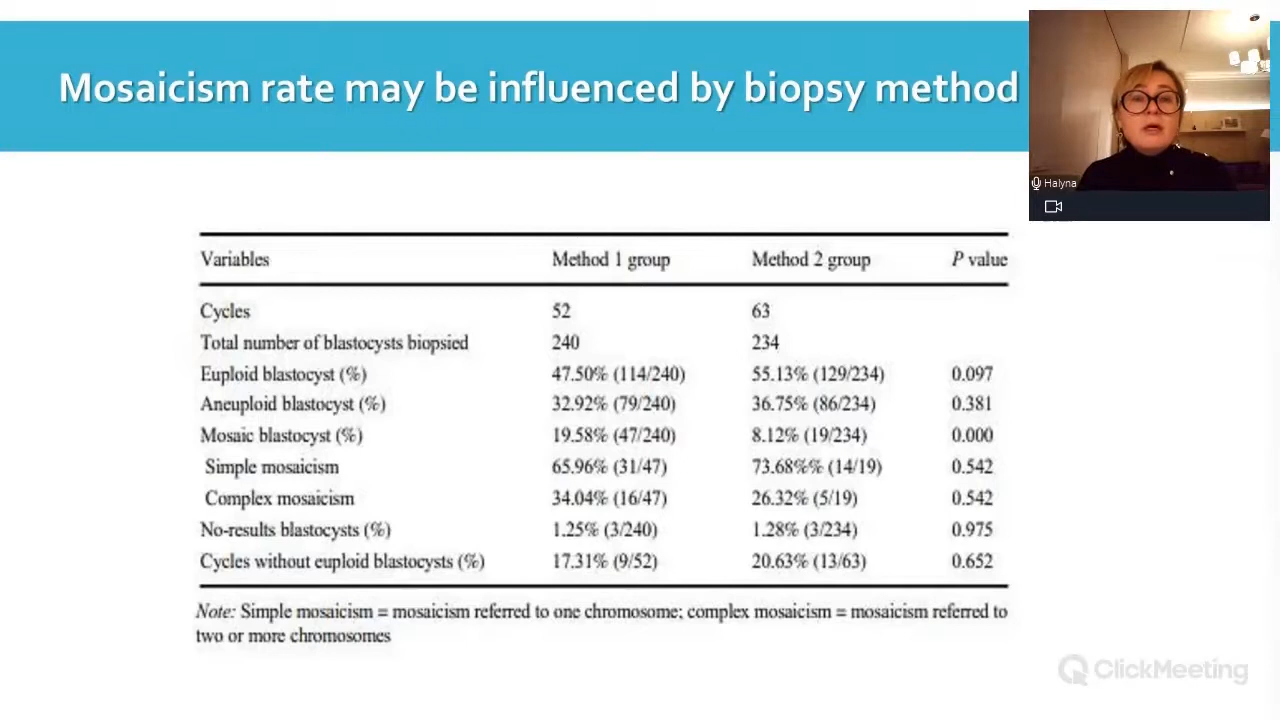 Mosaicism rate may be influenced by biopsy method
Halyna
Variables Method 1 group Method 2 group P value
Cycles 52 63
Total number of blastocysts biopsied 240 234
Euploid blastocyst (%) 47.50% (114/240) 55.13% (129/234) 0.097
Aneuploid blastocyst (%) 32.92% (79/240) 36.75% (86/234) 0.381
Mosaic blastocyst (%) 19.58% (47/240) 8.12% (19/234) 0.000
Simple mosaicism 65.96% (31/47) 73.68%% (14/19) 0.542
Complex mosaicism 34.04% (16/47) 26.32% (5/19) 0.542
No-results blastocysts (%) 1.25% (3/240) 1.28% (3/234) 0.975
Cycles without euploid blastocysts (%) 17.31% (9/52) 20.63% (13/63) 0.652
Note: Simple mosaicism = mosaicism referred to one chromosome; complex mosaicism = mosaicism referred to
two or more chromosomes
ClickMeeting